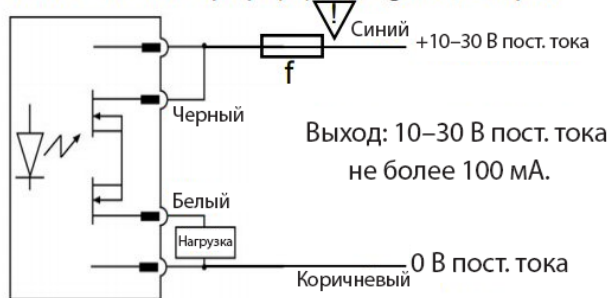 !
Синий
+10–30 В пост. тока
f
Черный
Выход: 10–30 В пост. тока
не более 100 мА.
Белый
Нагрузка
0 В пост. тока
Коричневый